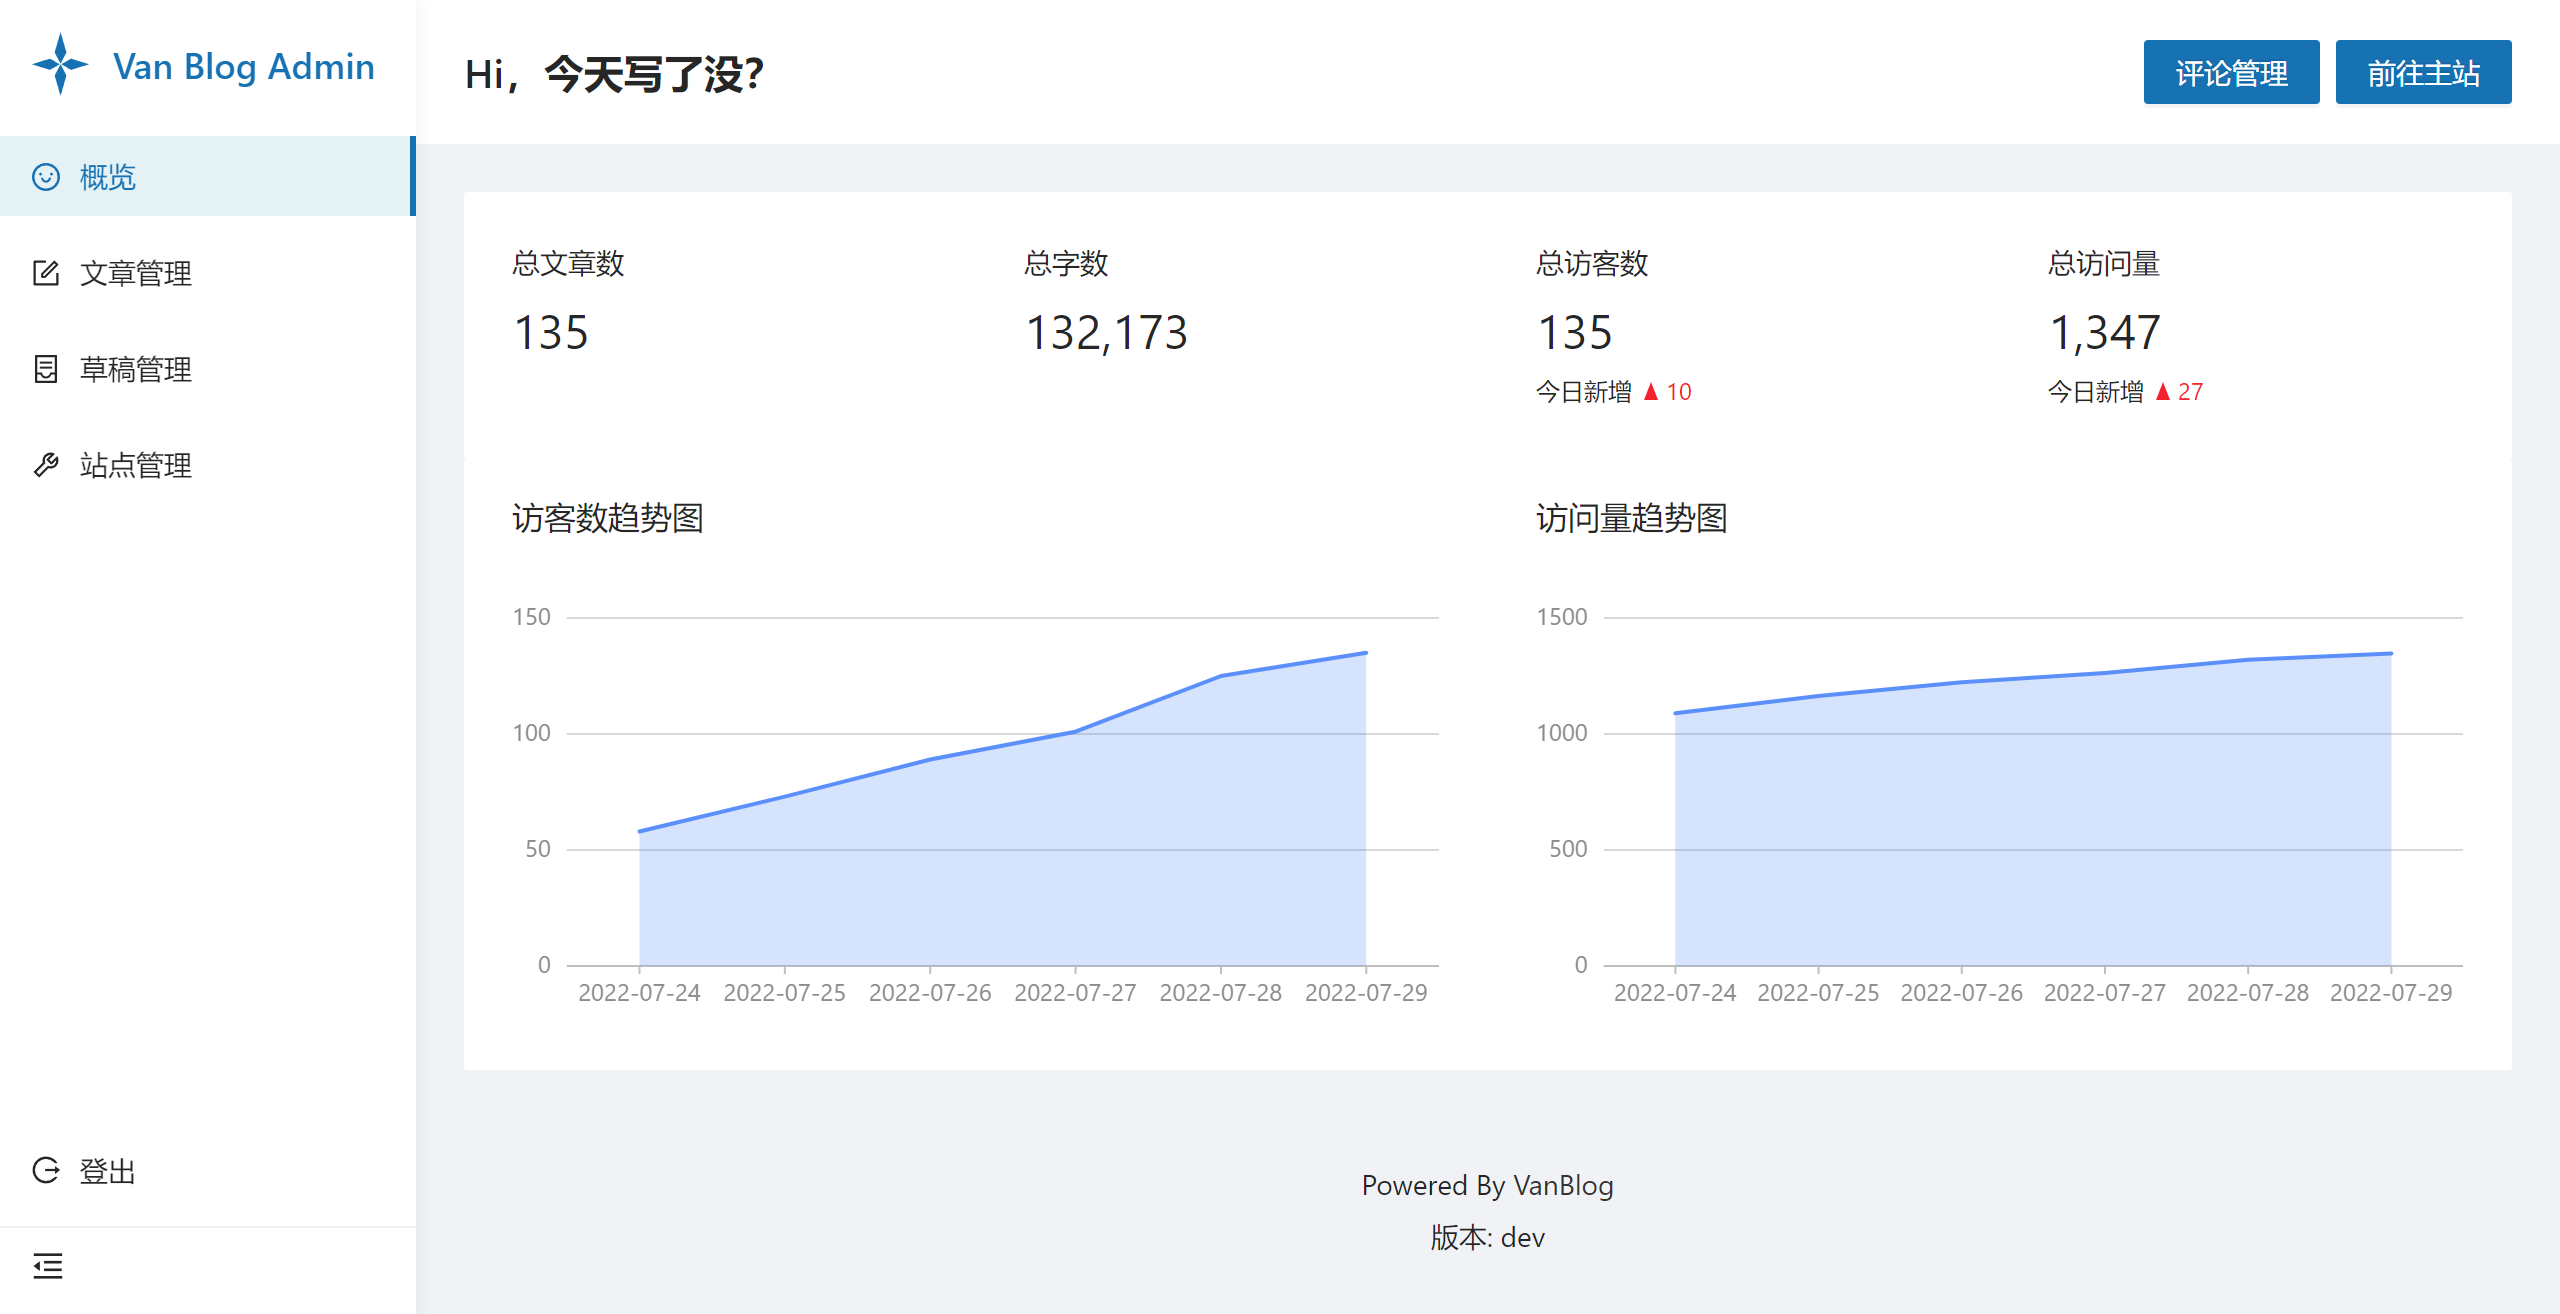 Van Blog Admin
概览
文章管理
草稿管理
站点管理
登出
Hi，今天写了没？
评论管理
前往主站
总文章数
135
总字数
132,173
总访客数
135
今日新增 ▲ 10
总访问量
1,347
今日新增 ▲ 27
访客数趋势图
150
100
50
0
2022-07-24 2022-07-25 2022-07-26 2022-07-27 2022-07-28 2022-07-29
访问量趋势图
1500
1000
500
0
2022-07-24 2022-07-25 2022-07-26 2022-07-27 2022-07-28 2022-07-29
Powered By VanBlog
版本: dev